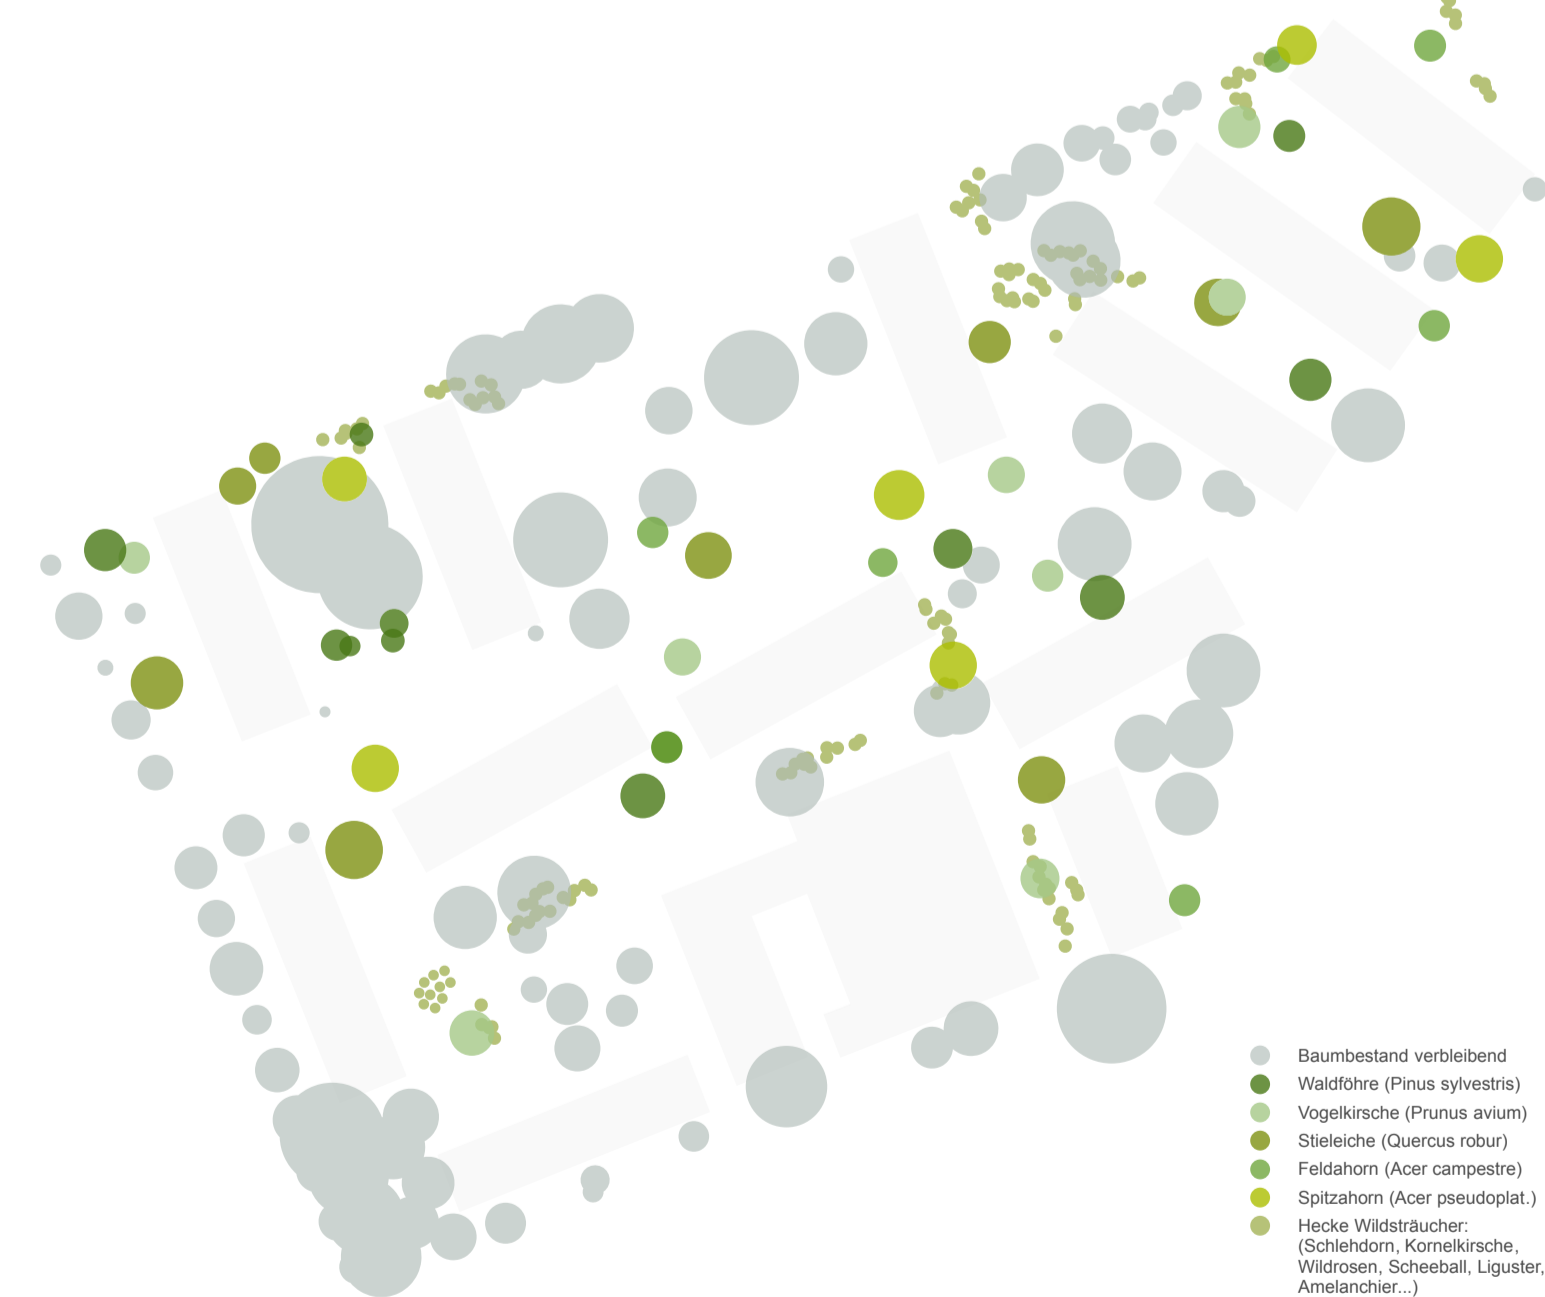 Baumbestand verbleibend
Waldföhre (Pinus sylvestris)
Vogelkirsche (Prunus avium)
Stieleiche (Quercus robur)
Feldahorn (Acer campestre)
Spitzahorn (Acer pseudoplat.)
Hecke Wildsträucher:
(Schlehdorn, Kornelkirsche,
Wildrosen, Scheeball, Liguster,
Amelanchier...)